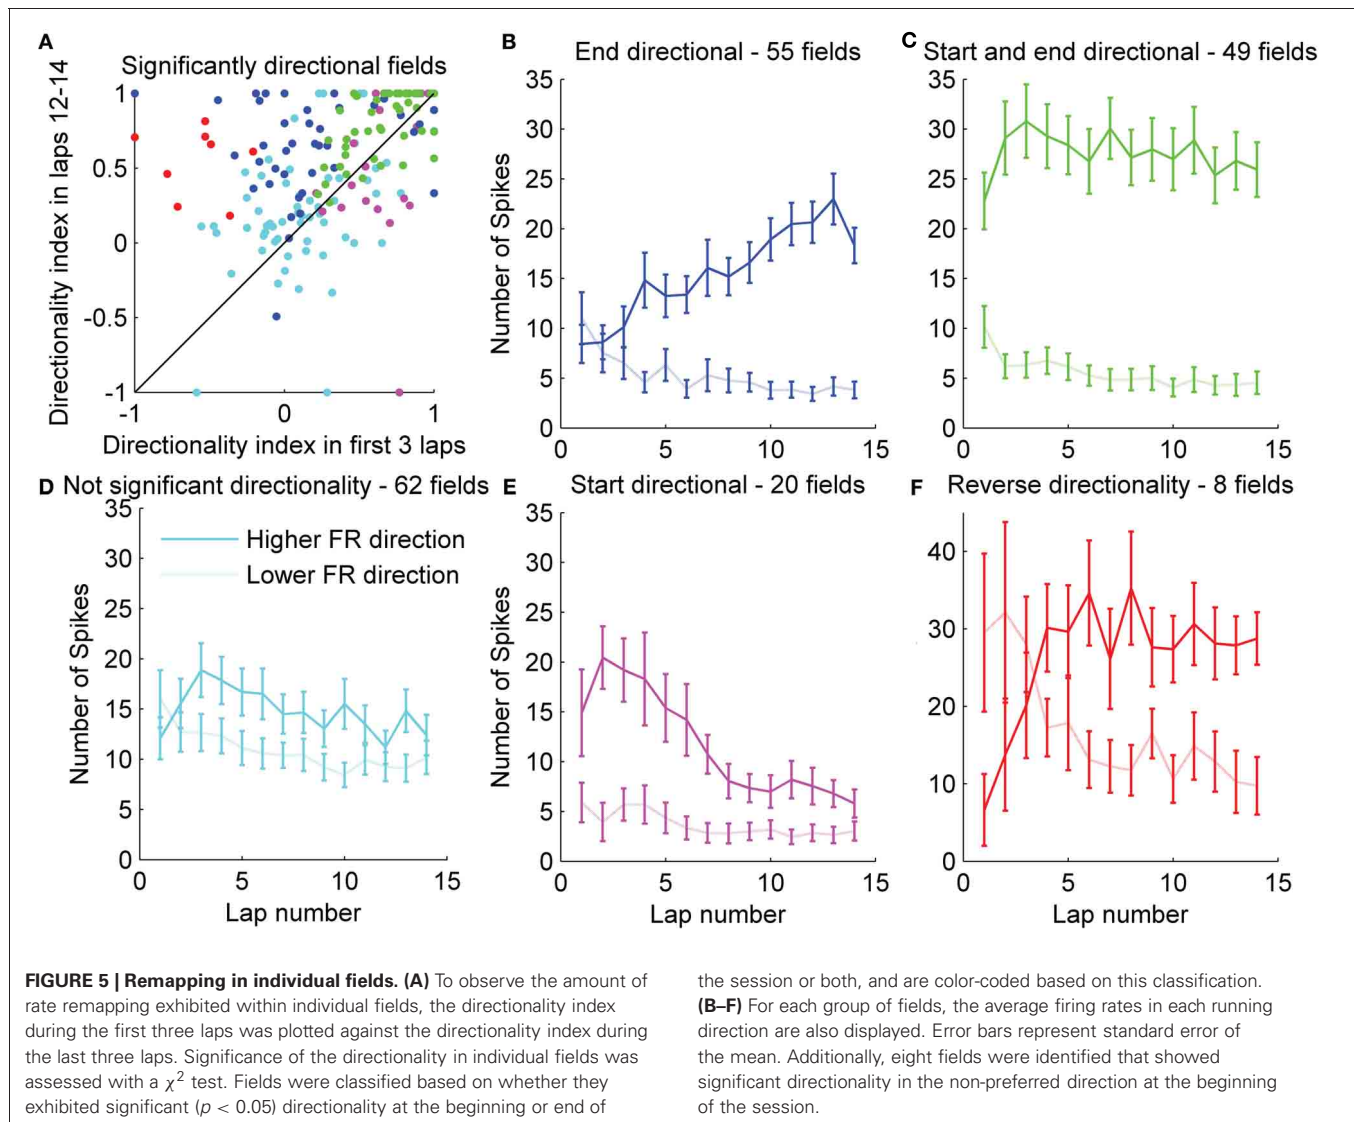 A
Significantly directional fields
Directionality index in laps 12-14
1
0.5
0
-0.5
-1
-1
0
1
Directionality index in first 3 laps
B
End directional - 55 fields
Number of Spikes
35
30
25
20
15
10
5
0
0
5
10
15
C
Start and end directional - 49 fields
35
30
25
20
15
10
5
0
0
5
10
15
D
Not significant directionality - 62 fields
Higher FR direction
Lower FR direction
Number of Spikes
35
30
25
20
15
10
5
0
0
5
10
15
Lap number
E
Start directional - 20 fields
Number of Spikes
35
30
25
20
15
10
5
0
0
5
10
15
Lap number
F
Reverse directionality - 8 fields
40
30
20
10
0
0
5
10
15
Lap number
FIGURE 5 | Remapping in individual fields. (A) To observe the amount of
rate remapping exhibited within individual fields, the directionality index
during the first three laps was plotted against the directionality index during
the last three laps. Significance of the directionality in individual fields was
assessed with a χ² test. Fields were classified based on whether they
exhibited significant (p < 0.05) directionality at the beginning or end of
the session or both, and are color-coded based on this classification.
(B–F) For each group of fields, the average firing rates in each running
direction are also displayed. Error bars represent standard error of
the mean. Additionally, eight fields were identified that showed
significant directionality in the non-preferred direction at the beginning
of the session.